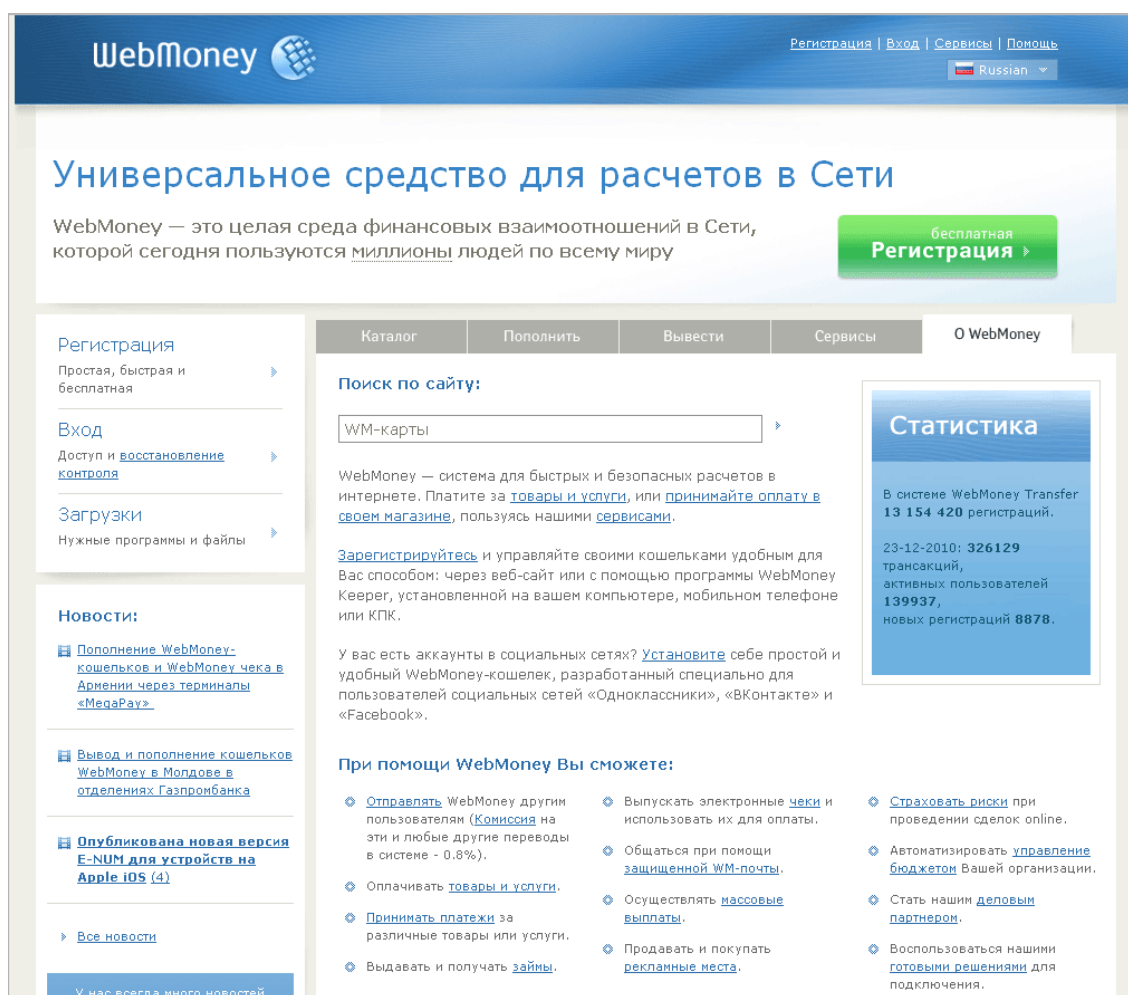 WebMoney
Регистрация | Вход | Сервисы | Помощь
Russian
Универсальное средство для расчетов в Сети
WebMoney — это целая среда финансовых взаимоотношений в Сети,
которой сегодня пользуются миллионы людей по всему миру
бесплатная
Регистрация
Регистрация
Простая, быстрая и
бесплатная
Вход
Доступ и восстановление
контроля
Загрузки
Нужные программы и файлы
Новости:
Пополнение WebMoney-
кошельков и WebMoney чека в
Армении через терминалы
«MegaPay»
Вывод и пополнение кошельков
WebMoney в Молдове в
отделениях Газпромбанка
Опубликована новая версия
E-NUM для устройств на
Apple iOS (4)
Все новости
У нас всегда много новостей
Каталог
Пополнить
Вывести
Сервисы
О WebMoney
Поиск по сайту:
WM-карты
WebMoney — система для быстрых и безопасных расчетов в
интернете. Платите за товары и услуги, или принимайте оплату в
своем магазине, пользуясь нашими сервисами.
Зарегистрируйтесь и управляйте своими кошельками удобным для
Вас способом: через веб-сайт или с помощью программы WebMoney
Keeper, установленной на вашем компьютере, мобильном телефоне
или КПК.
У вас есть аккаунты в социальных сетях? Установите себе простой и
удобный WebMoney-кошелек, разработанный специально для
пользователей социальных сетей «Одноклассники», «ВКонтакте» и
«Facebook».
Статистика
В системе WebMoney Transfer
13 154 420 регистраций.
23-12-2010: 326129
трансакций,
активных пользователей
139937,
новых регистраций 8878.
При помощи WebMoney Вы сможете:
Отправлять WebMoney другим
пользователям (Комиссия на
эти и любые другие переводы
в системе - 0.8%).
Оплачивать товары и услуги.
Принимать платежи за
различные товары или услуги.
Выдавать и получать займы.
Выпускать электронные чеки и
использовать их для оплаты.
Общаться при помощи
защищенной WM-почты.
Осуществлять массовые
выплаты.
Продавать и покупать
рекламные места.
Страховать риски при
проведении сделок online.
Автоматизировать управление
бюджетом Вашей организации.
Стать нашим деловым
партнером.
Воспользоваться нашими
готовыми решениями для
подключения.